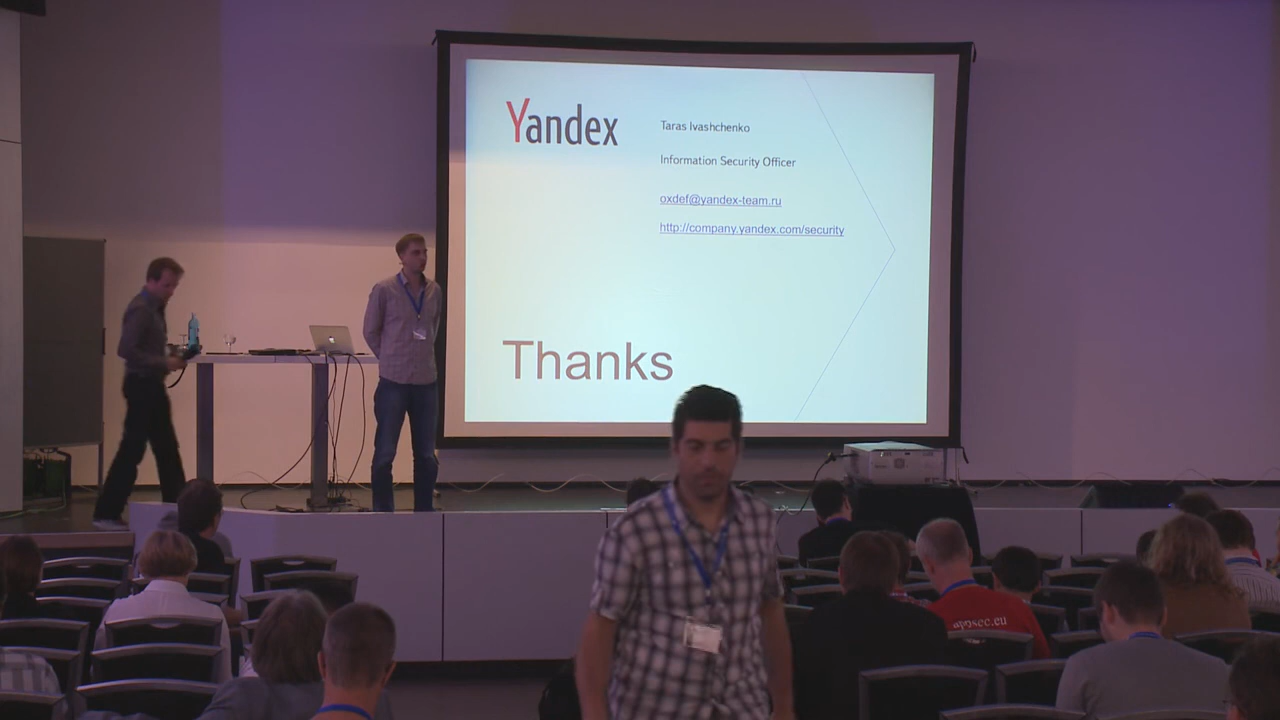 Yandex
Taras Ivashchenko
Information Security Officer
oxdef@yandex-team.ru
http://company.yandex.com/security
Thanks
appsec.eu